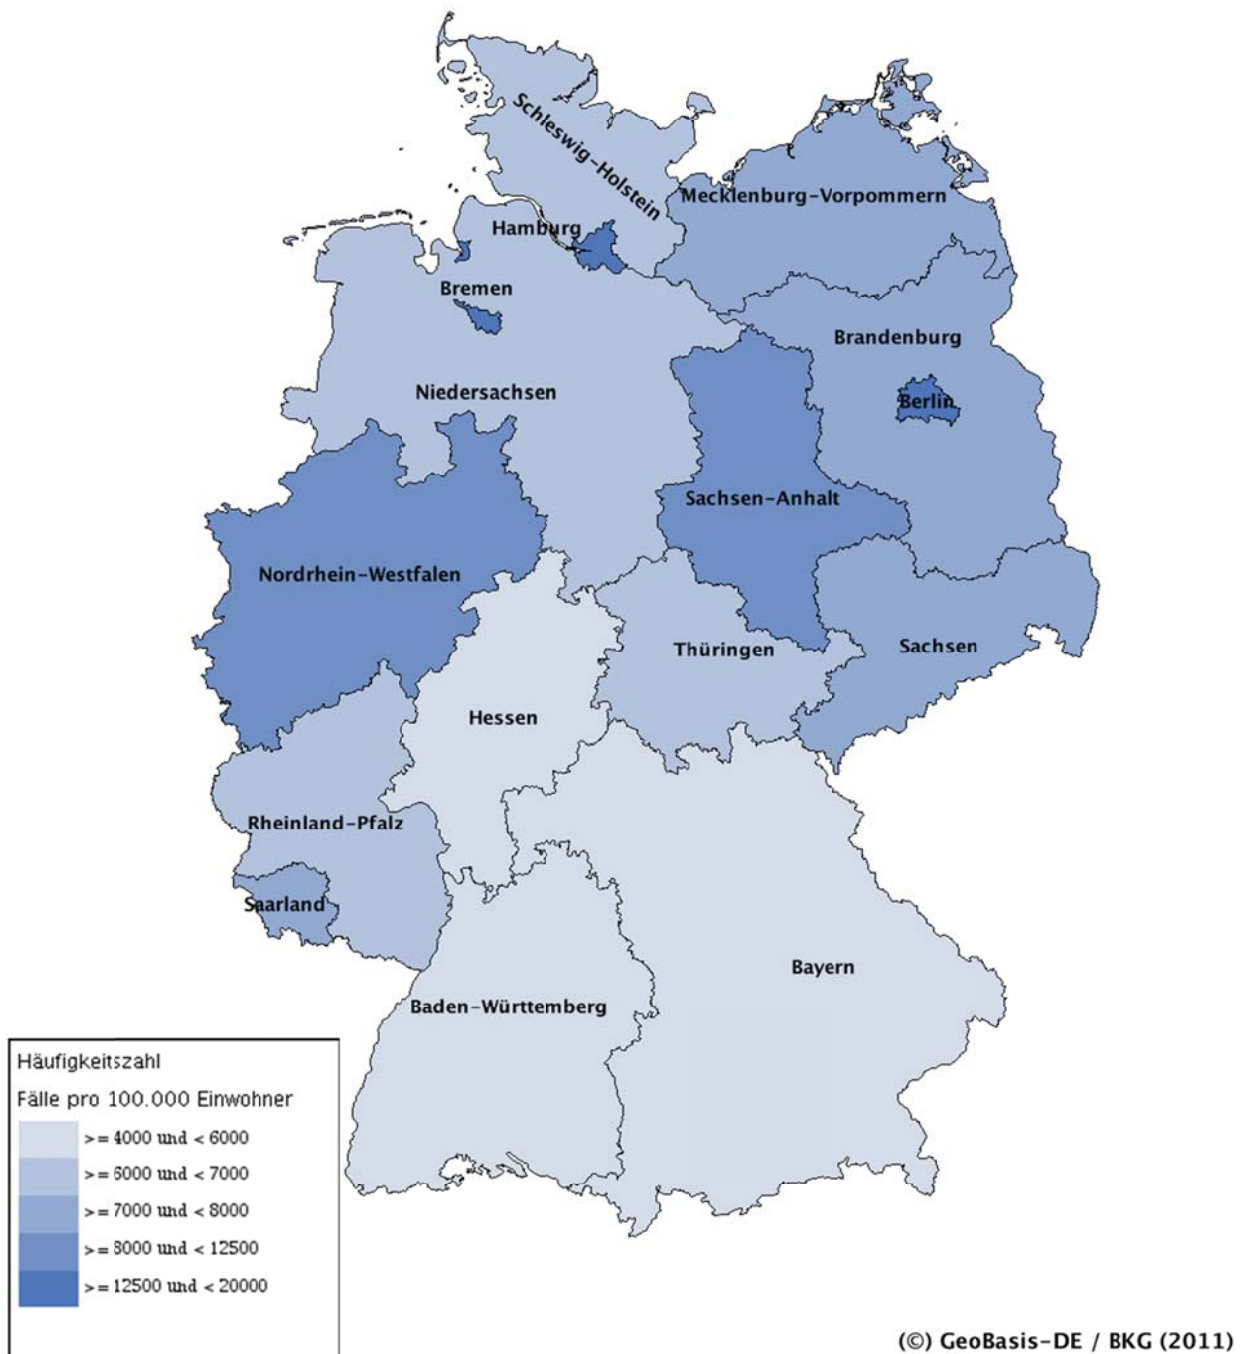 Schleswig-Holstein
Mecklenburg-Vorpommern
Hamburg
Bremen
Brandenburg
Niedersachsen
Berlin
Sachsen-Anhalt
Nordrhein-Westfalen
Thüringen
Sachsen
Hessen
Rheinland-Pfalz
Saarland
Bayern
Baden-Württemberg
Häufigkeitszahl
Fälle pro 100.000 Einwohner
>= 4000 und < 6000
>= 6000 und < 7000
>= 7000 und < 8000
>= 8000 und < 12500
>= 12500 und < 20000
(©) GeoBasis-DE / BKG (2011)